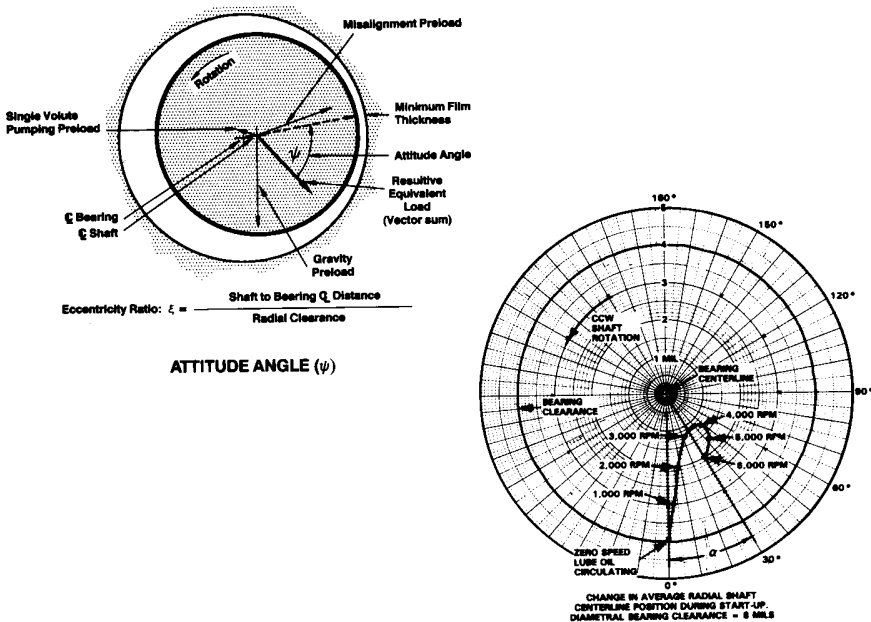 Misalignment Preload
Rotation
Single Volute
Pumping Preload
Minimum Film
Thickness
ψ
Attitude Angle
Resultive
Equivalent
Load
(Vector sum)
℄ Bearing
℄ Shaft
Gravity
Preload
Eccentricity Ratio: ξ =
Shaft to Bearing ℄ Distance
Radial Clearance
ATTITUDE ANGLE (ψ)
180°
150°
120°
90°
60°
30°
0°
5
4
3
2
1 MIL
CCW
SHAFT
ROTATION
BEARING
CENTERLINE
BEARING
CLEARANCE
4,000 RPM
3,000 RPM
5,000 RPM
2,000 RPM
6,000 RPM
1,000 RPM
ZERO SPEED
LUBE OIL
CIRCULATING
α
CHANGE IN AVERAGE RADIAL SHAFT
CENTERLINE POSITION DURING START-UP.
DIAMETRAL BEARING CLEARANCE = 8 MILS